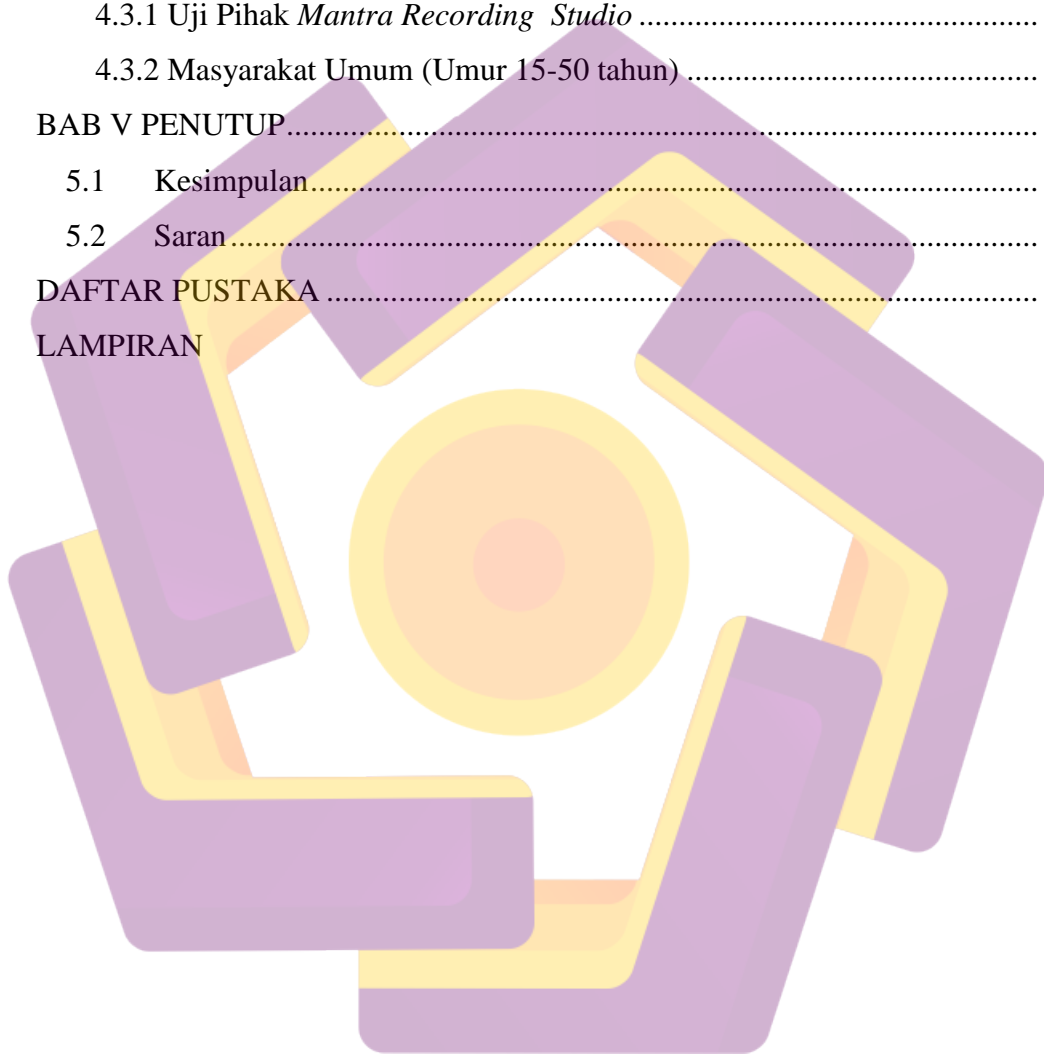 4.3.1 Uji Pihak Mantra Recording  Studio ........................................................
4.3.2 Masyarakat Umum (Umur 15-50 tahun) .................................................
BAB V PENUTUP...............................................................................................
5.1 Kesimpulan..............................................................................................
5.2 Saran........................................................................................................
DAFTAR PUSTAKA ..........................................................................................
LAMPIRAN